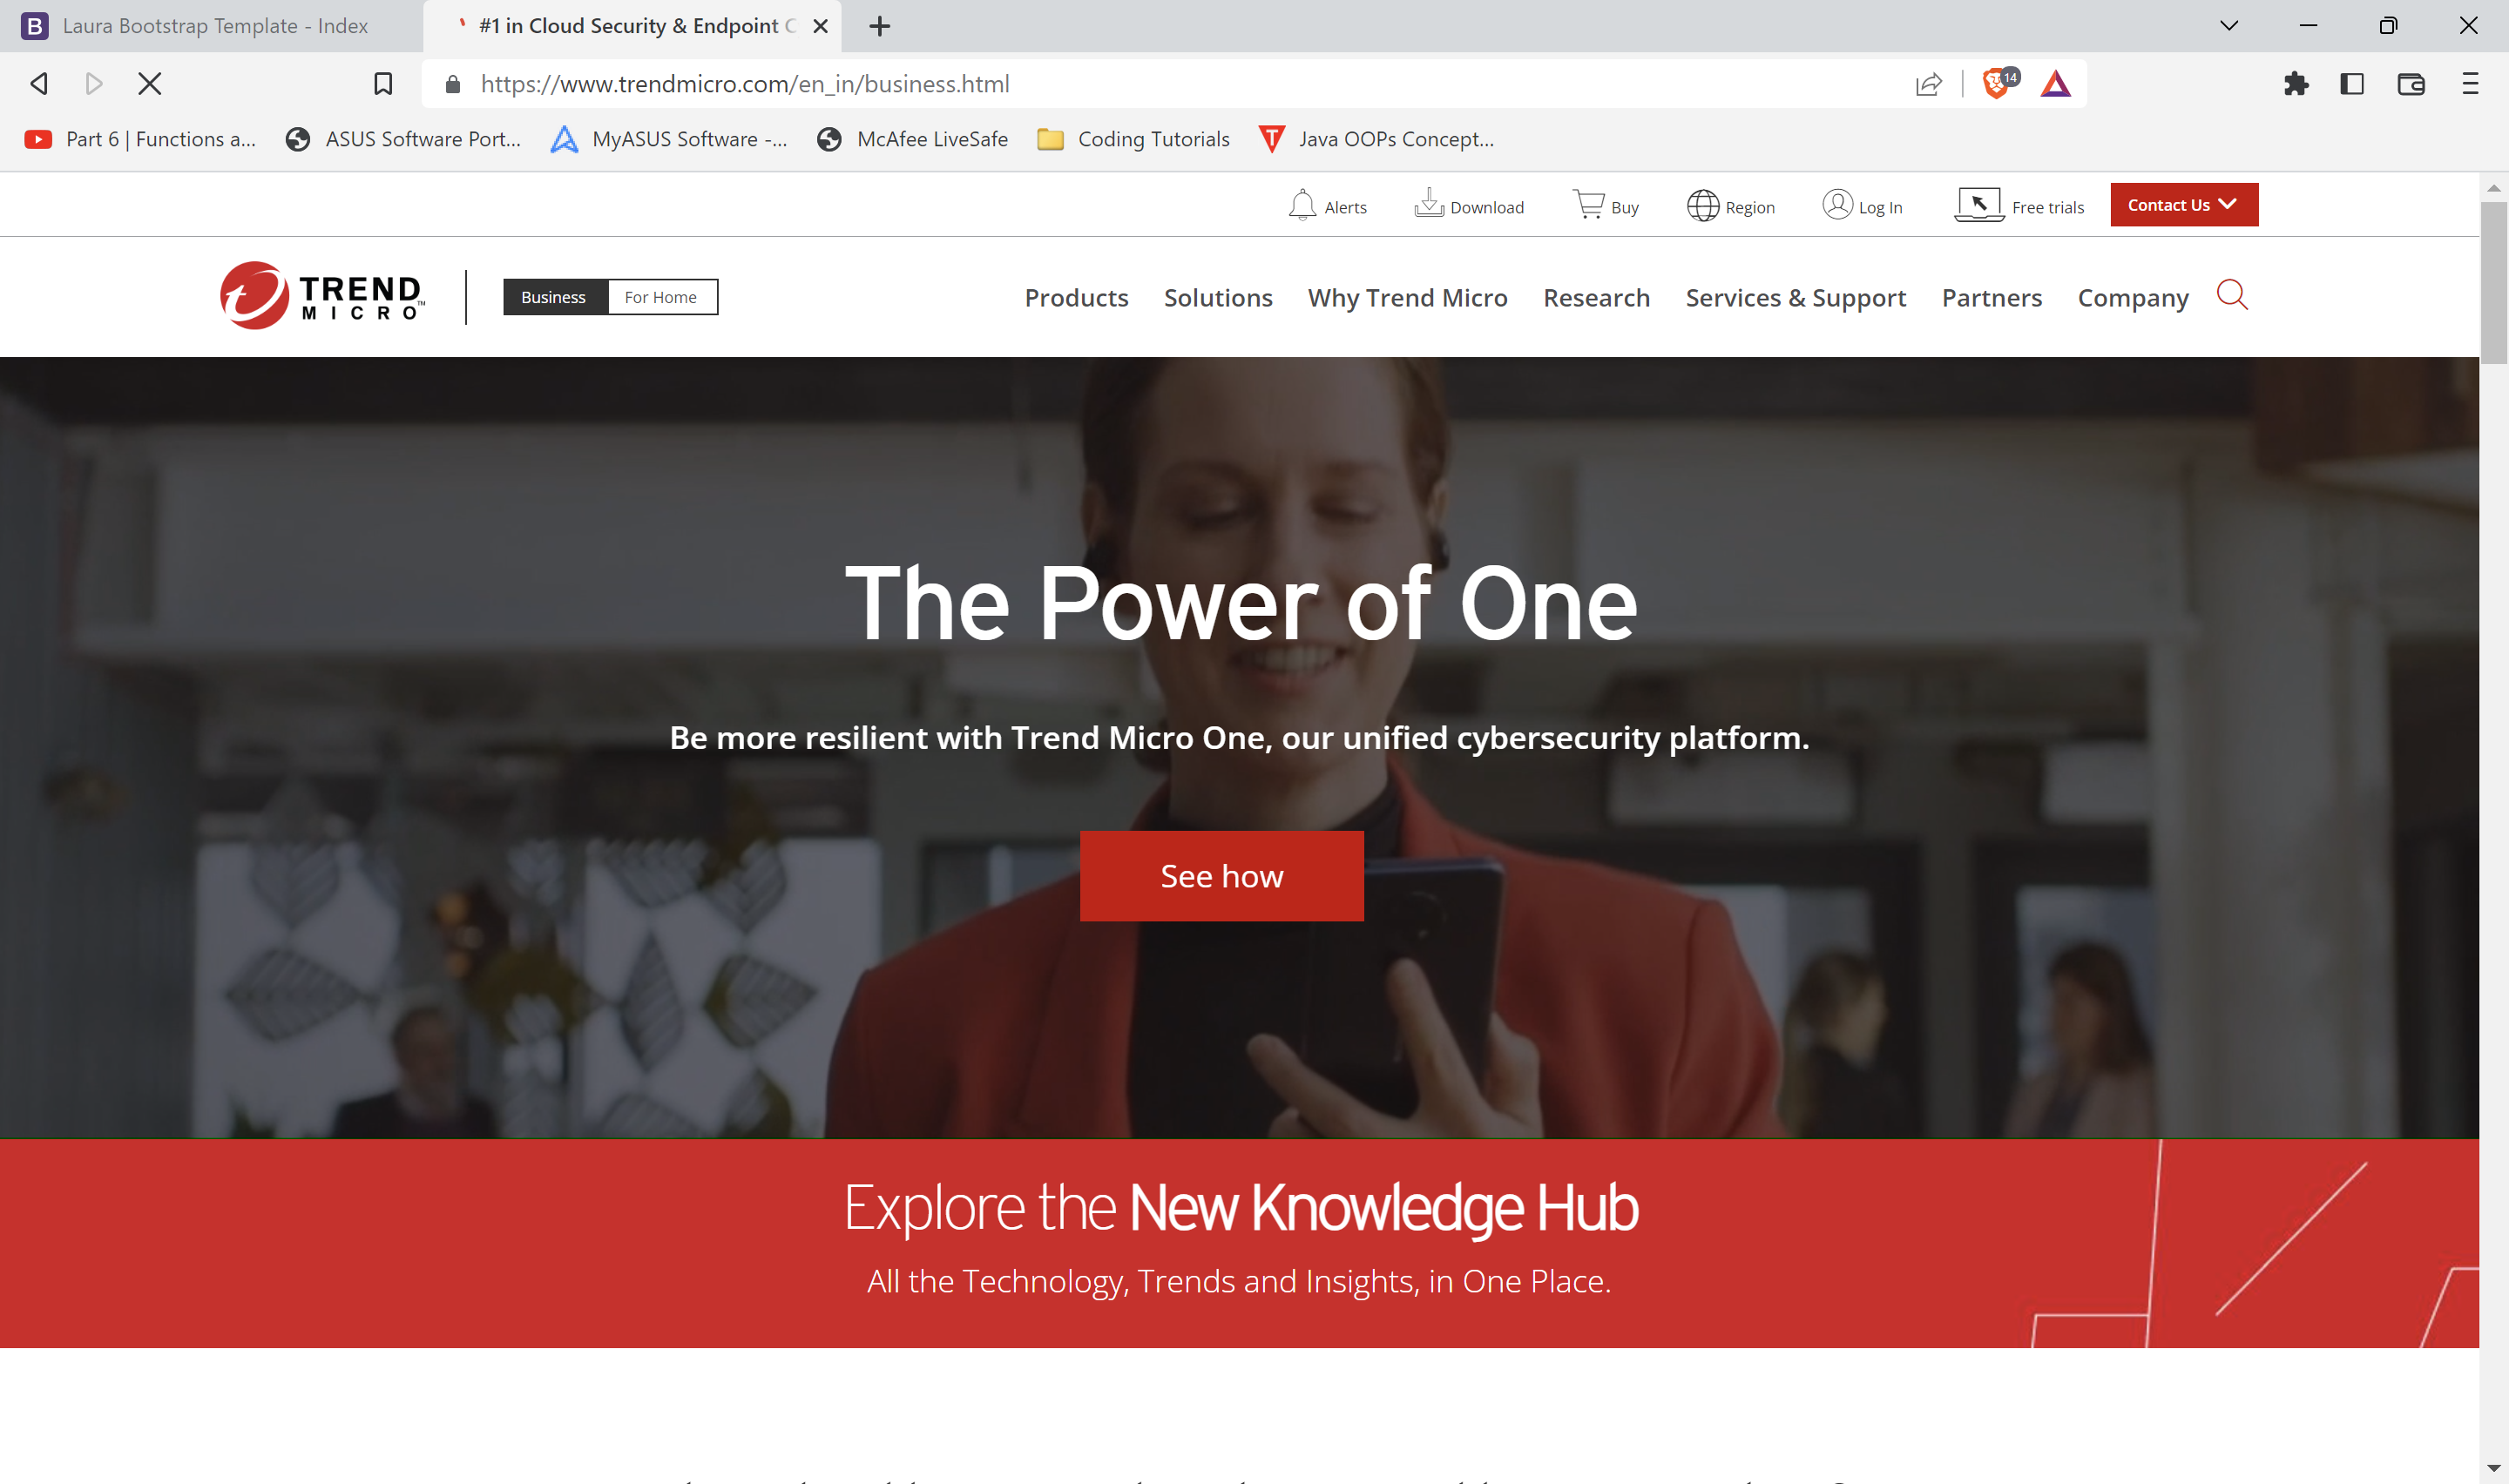 Laura Bootstrap Template - Index
#1 in Cloud Security & Endpoint
https://www.trendmicro.com/en_in/business.html
14
Part 6 | Functions a...
ASUS Software Port...
MyASUS Software -...
McAfee LiveSafe
Coding Tutorials
Java OOPs Concept...
Alerts
Download
Buy
Region
Log In
Free trials
Contact Us
TREND
MICRO™
Business
For Home
Products
Solutions
Why Trend Micro
Research
Services & Support
Partners
Company
The Power of One
Be more resilient with Trend Micro One, our unified cybersecurity platform.
See how
Explore the New Knowledge Hub
All the Technology, Trends and Insights, in One Place.